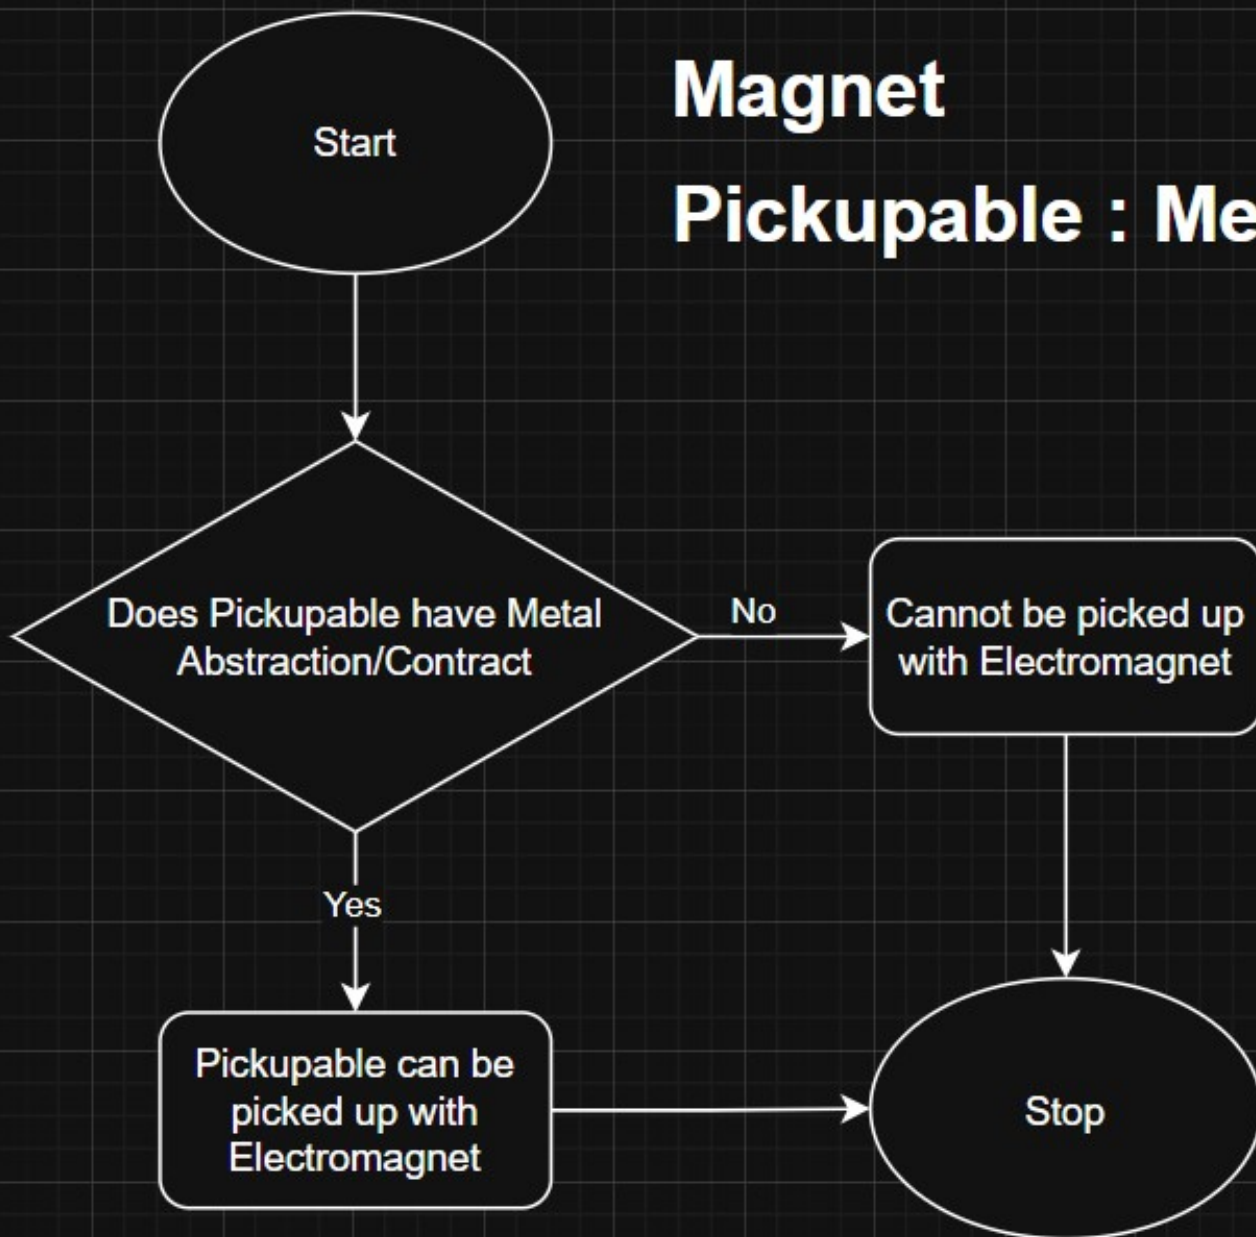 Start
Magnet
Pickupable : Me
Does Pickupable have Metal
Abstraction/Contract
No
Cannot be picked up
with Electromagnet
Yes
Pickupable can be
picked up with
Electromagnet
Stop